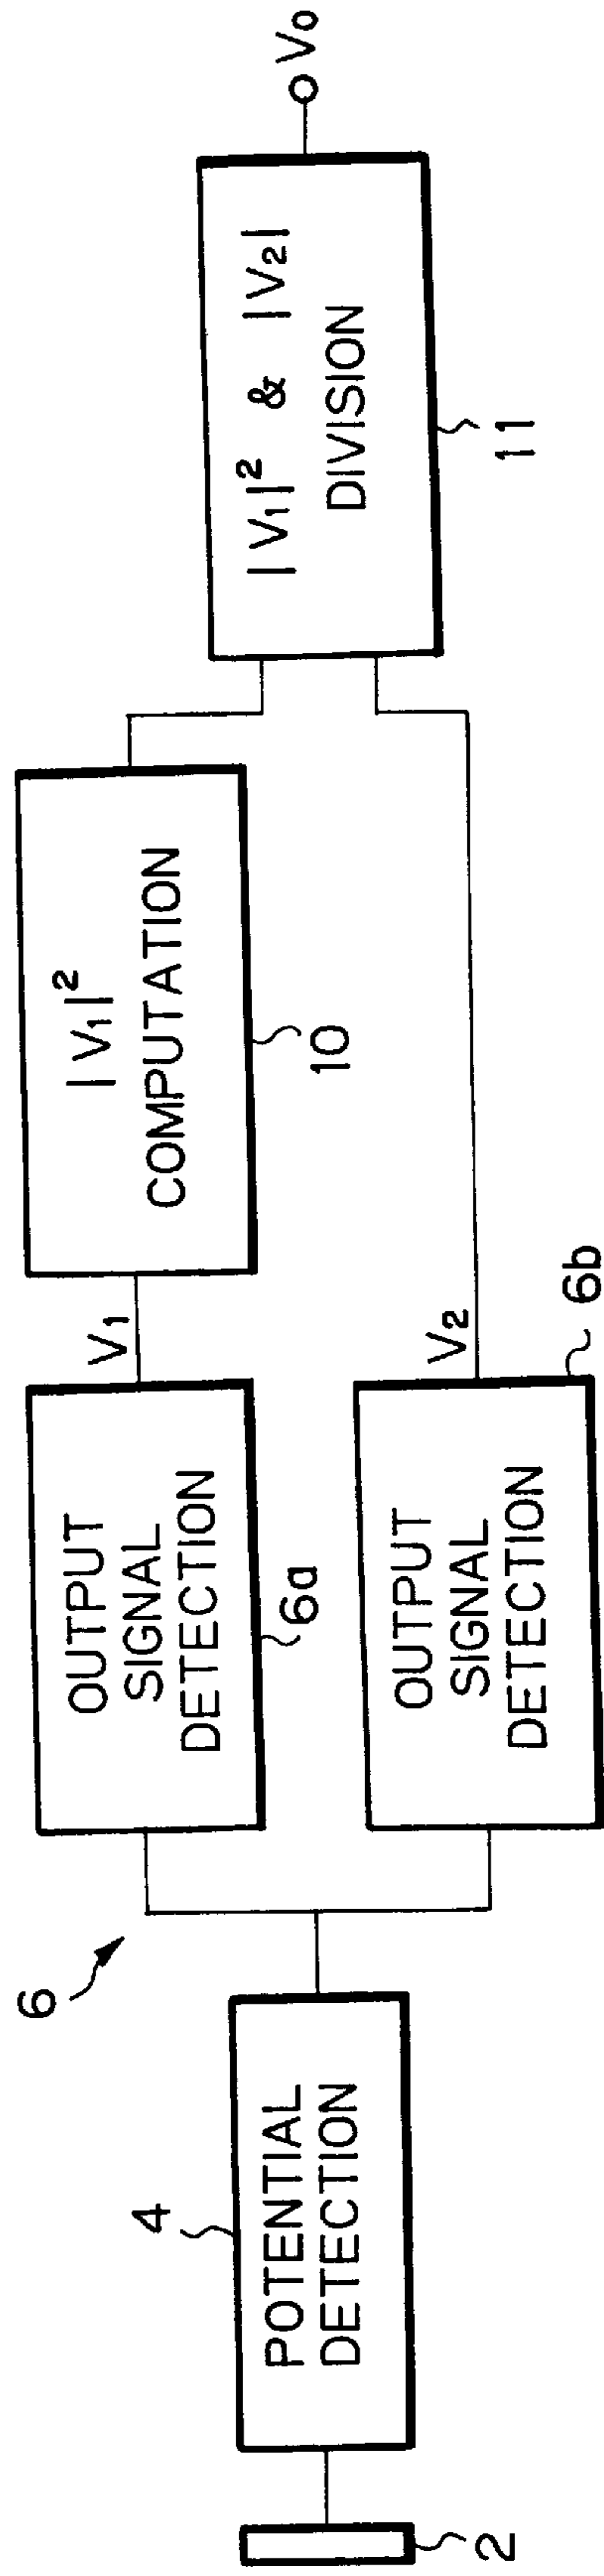 2
POTENTIAL
DETECTION
4
6
OUTPUT
SIGNAL
DETECTION
6a
OUTPUT
SIGNAL
DETECTION
6b
V₁
V₂
|V₁|²
COMPUTATION
10
|V₁|² & |V₂|
DIVISION
11
V₀